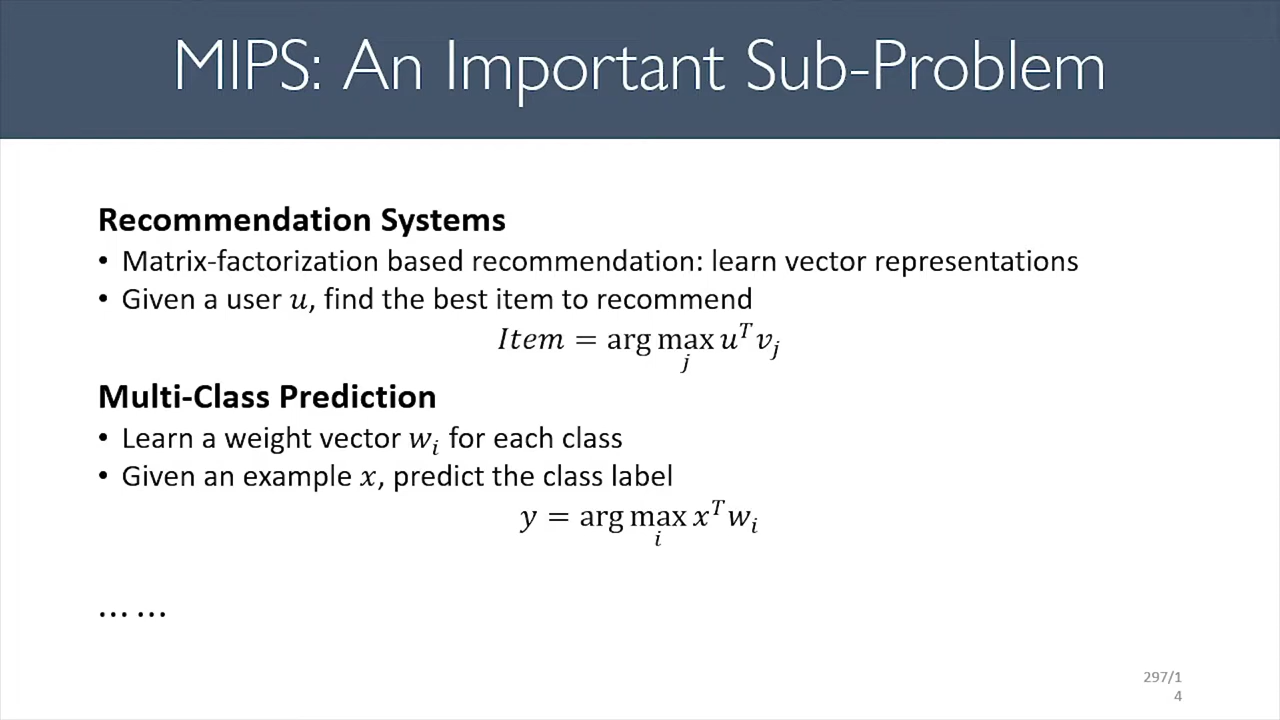 MIPS: An Important Sub-Problem
Recommendation Systems
• Matrix-factorization based recommendation: learn vector representations
• Given a user u, find the best item to recommend
Item = arg max_j u^T v_j
Multi-Class Prediction
• Learn a weight vector w_i for each class
• Given an example x, predict the class label
y = arg max_i x^T w_i
... ...
297/1
4